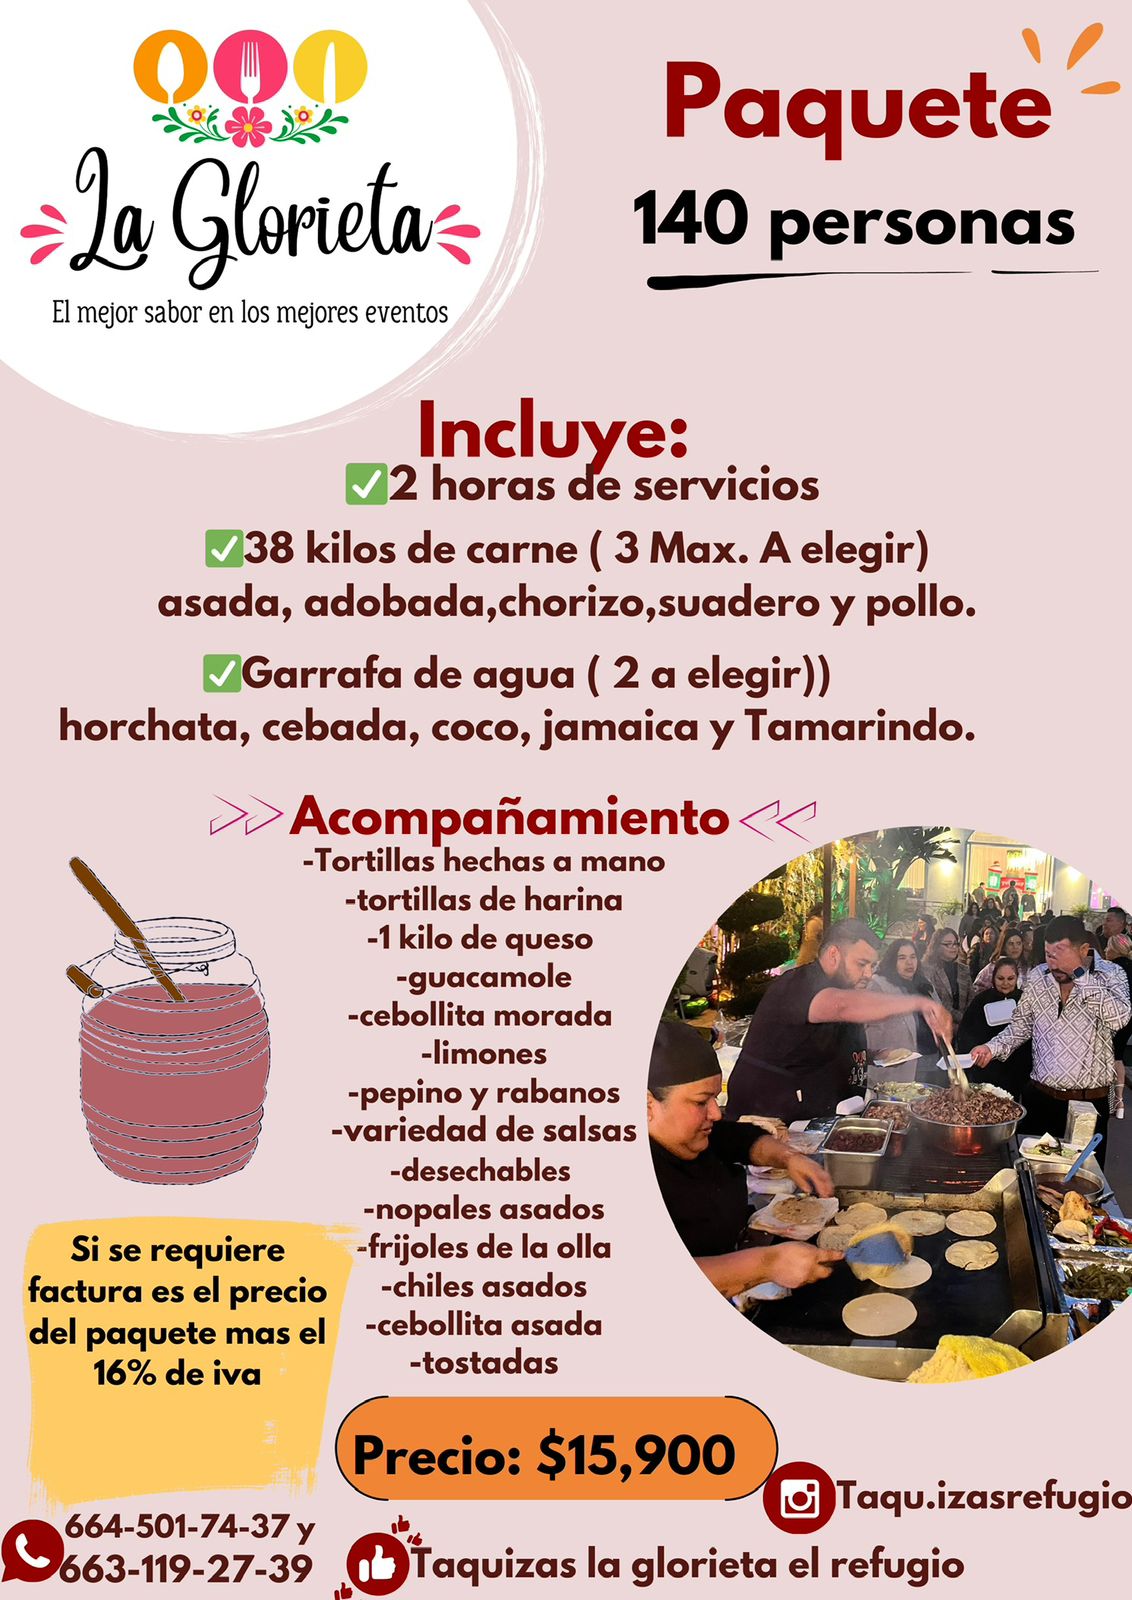 La Glorieta
El mejor sabor en los mejores eventos
Paquete
140 personas
Incluye:
✅2 horas de servicios
✅38 kilos de carne ( 3 Max. A elegir)
asada, adobada,chorizo,suadero y pollo.
✅Garrafa de agua ( 2 a elegir))
horchata, cebada, coco, jamaica y Tamarindo.
Acompañamiento
-Tortillas hechas a mano
-tortillas de harina
-1 kilo de queso
-guacamole
-cebollita morada
-limones
-pepino y rabanos
-variedad de salsas
-desechables
-nopales asados
-frijoles de la olla
-chiles asados
-cebollita asada
-tostadas
Si se requiere
factura es el precio
del paquete mas el
16% de iva
Precio: $15,900
Taqu.izasrefugio
664-501-74-37 y
663-119-27-39
Taquizas la glorieta el refugio